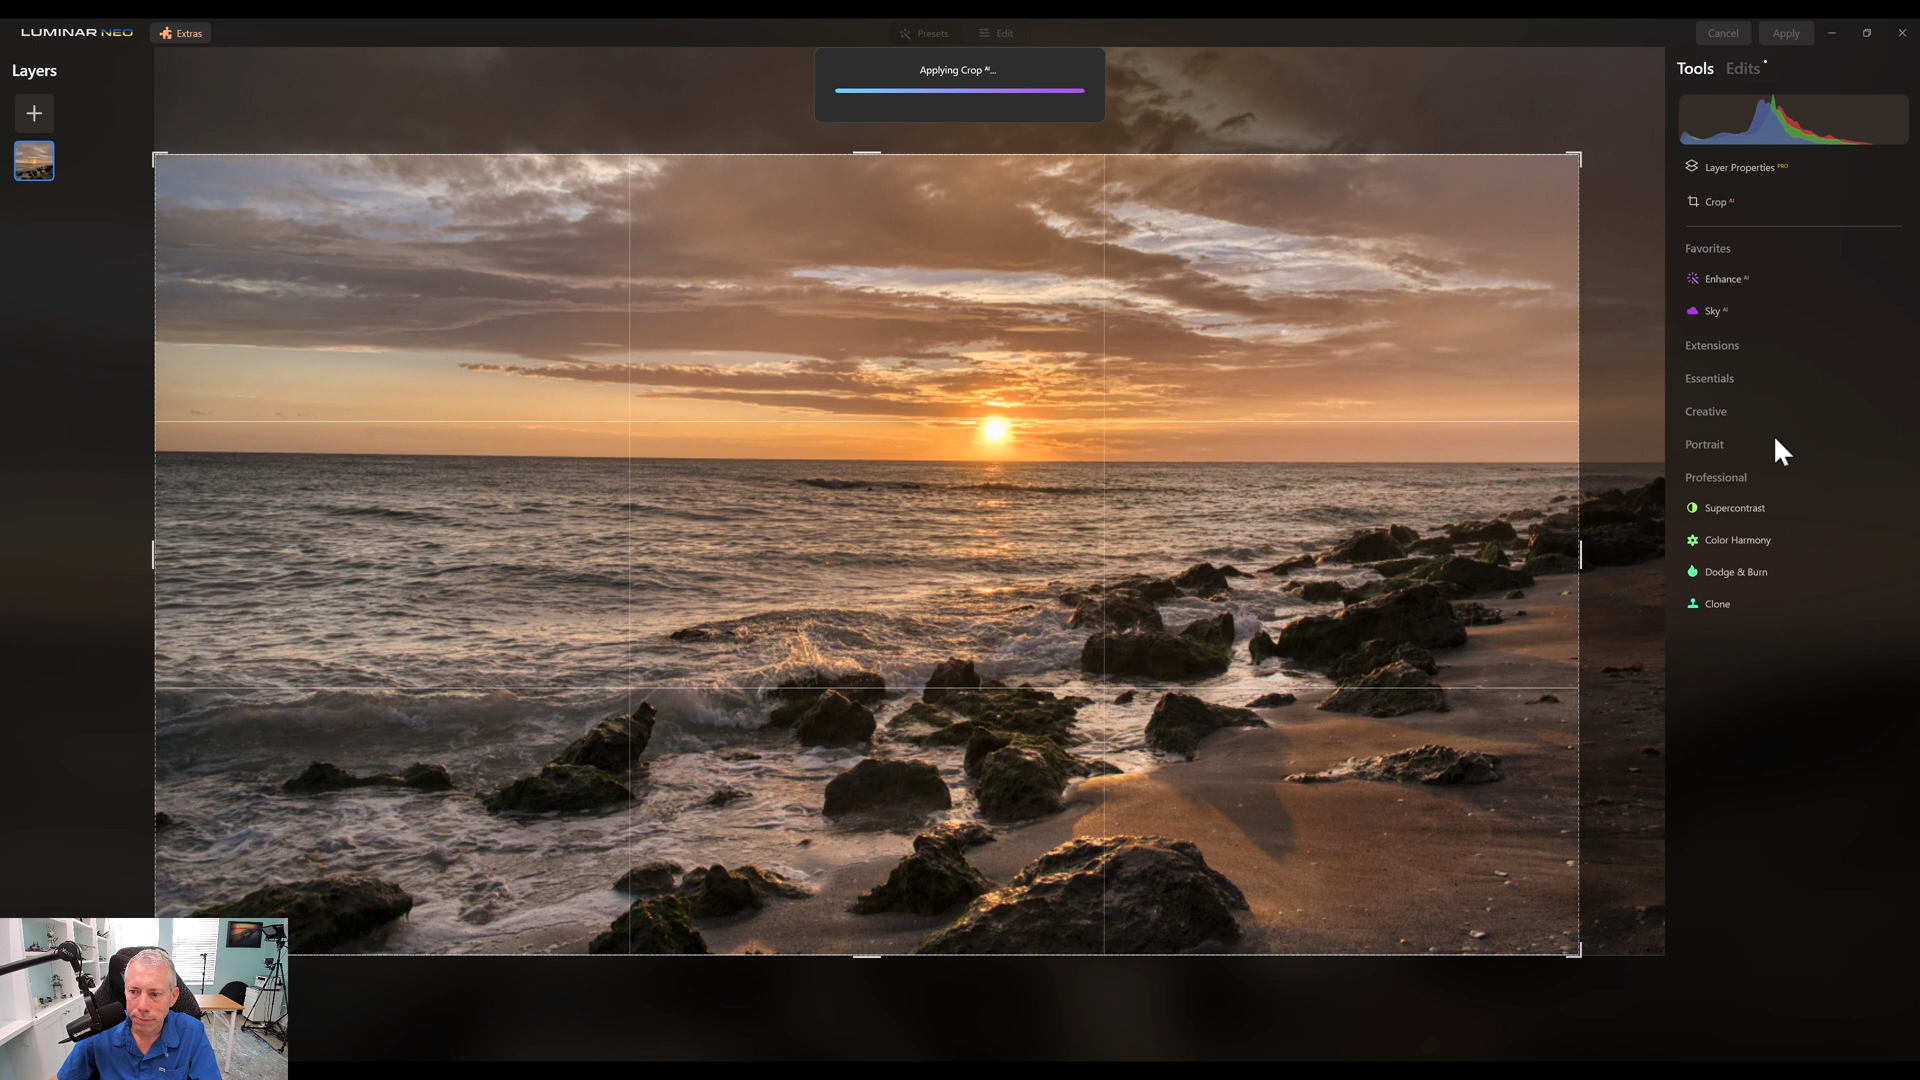 LUMINAR NEO
Extras
Presets
Edit
Cancel
Apply
Layers
Applying Crop AI...
Tools
Edits
Layer Properties PRO
Crop AI
Favorites
Enhance AI
Sky AI
Extensions
Essentials
Creative
Portrait
Professional
Supercontrast
Color Harmony
Dodge & Burn
Clone